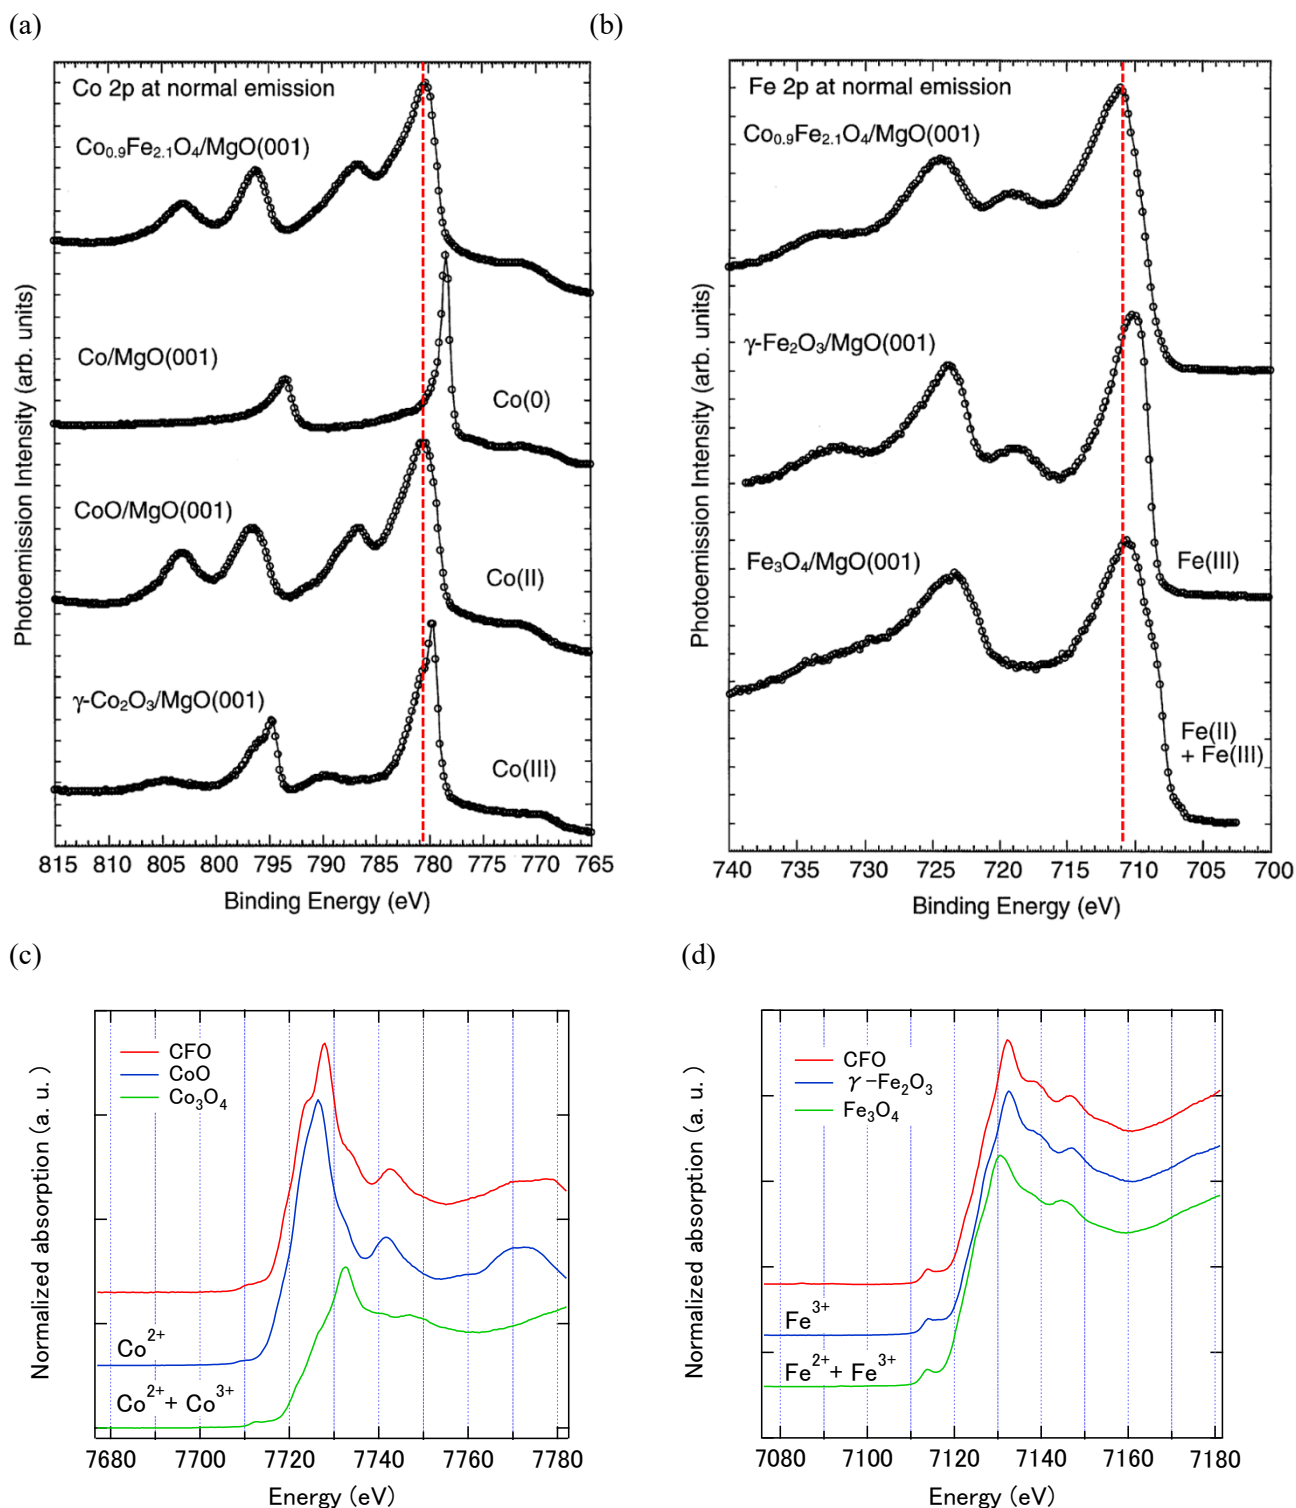 (a)
Co 2p at normal emission
Co₀.₉Fe₂.₁O₄/MgO(001)
Co/MgO(001)
Co(0)
CoO/MgO(001)
Co(II)
γ-Co₂O₃/MgO(001)
Co(III)
Photoemission Intensity (arb. units)
815 805 800 795 790 785 780 775 770 765
Binding Energy (eV)
(b)
Fe 2p at normal emission
Co₀.₉Fe₂.₁O₄/MgO(001)
γ-Fe₂O₃/MgO(001)
Fe(III)
Fe₃O₄/MgO(001)
Fe(II)
+ Fe(III)
Photoemission Intensity (arb. units)
740 735 730 725 720 715 710 705 700
Binding Energy (eV)
(c)
CFO
CoO
Co₃O₄
Co²⁺
Co²⁺ + Co³⁺
Normalized absorption (a. u. )
7680 7700 7720 7740 7760 7780
Energy (eV)
(d)
CFO
γ-Fe₂O₃
Fe₃O₄
Fe³⁺
Fe²⁺ + Fe³⁺
Normalized absorption (a. u. )
7080 7100 7120 7140 7160 7180
Energy (eV)